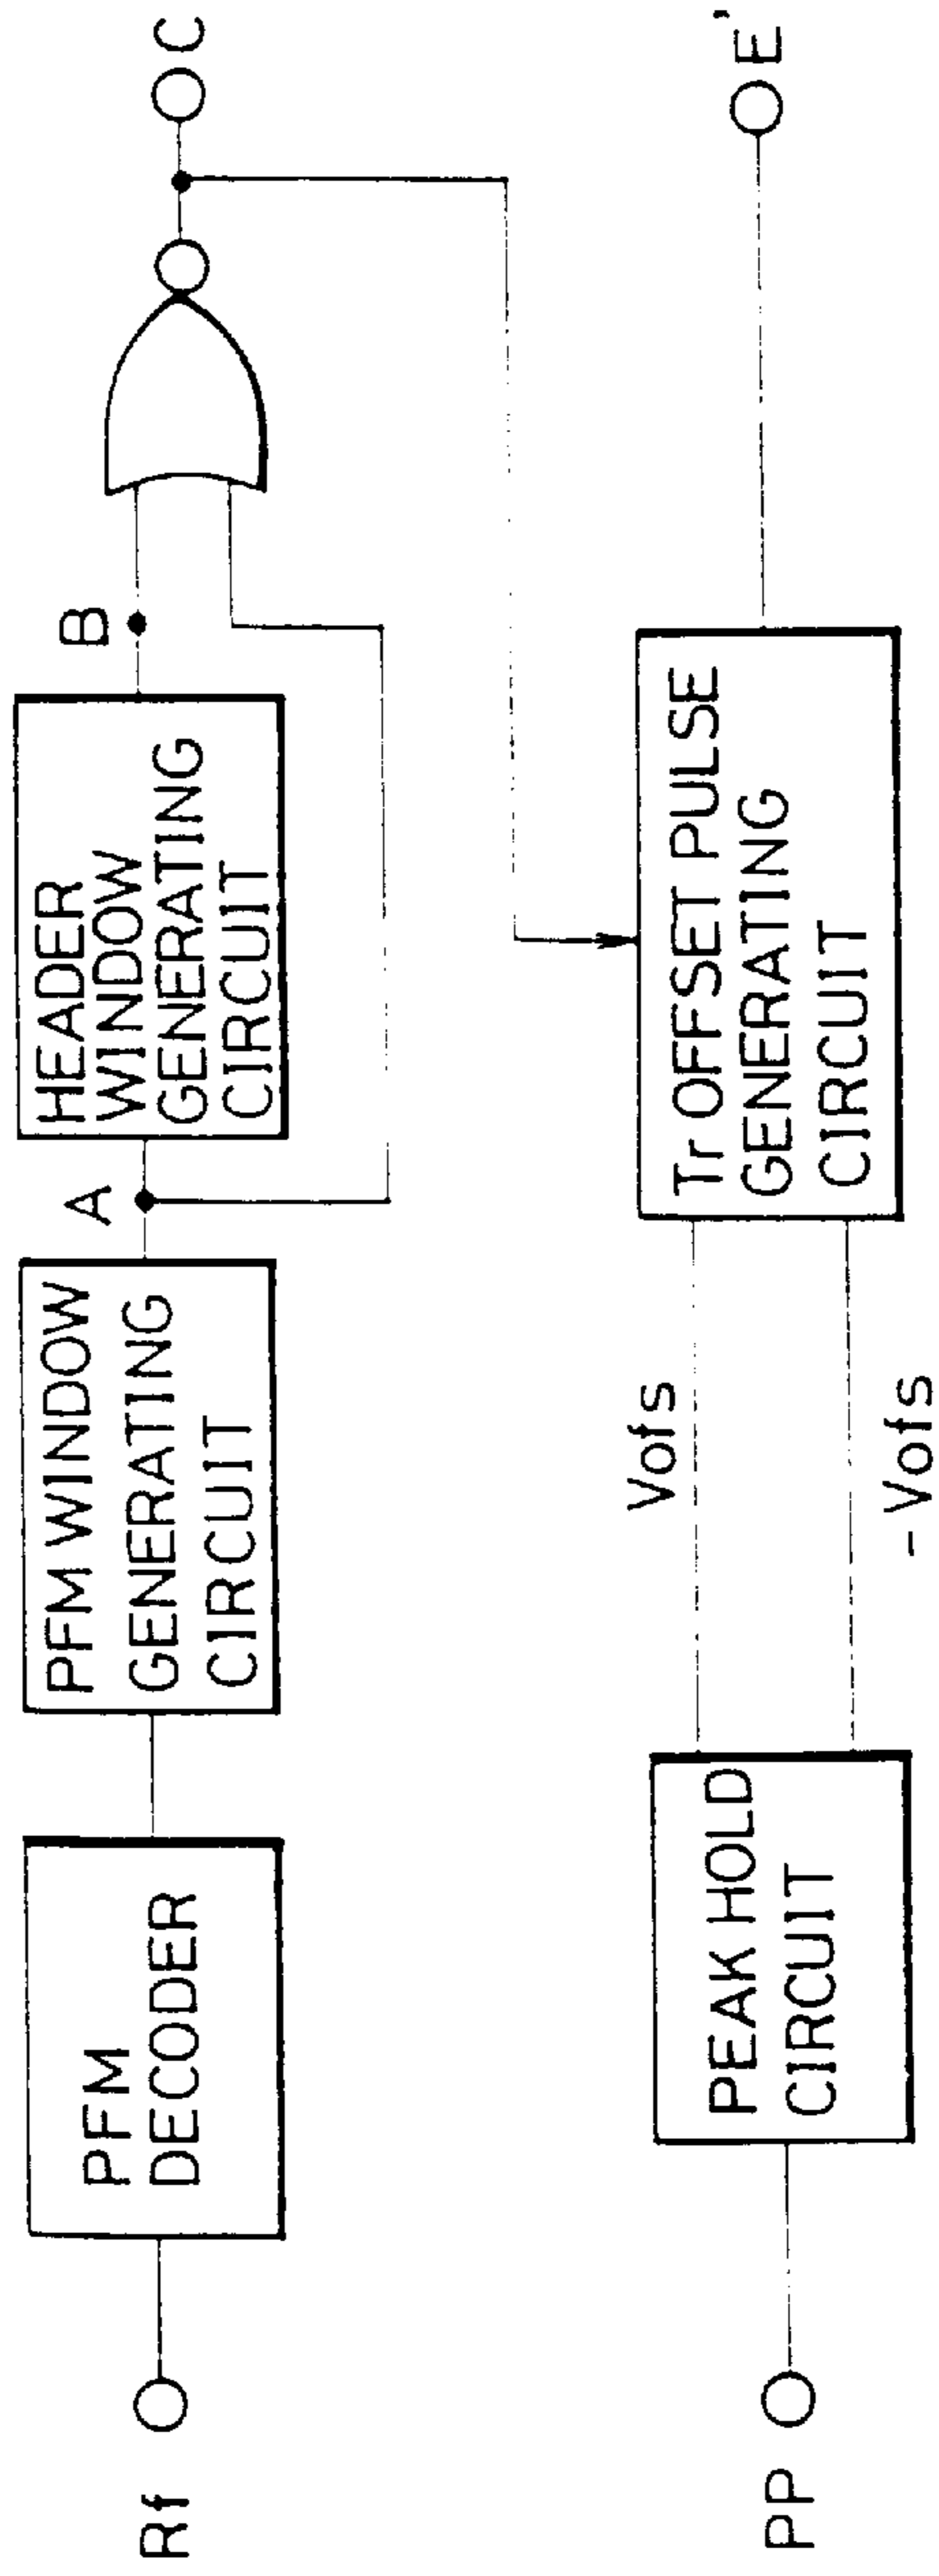 Rf
PFM
DECODER
PFM WINDOW
GENERATING
CIRCUIT
A
HEADER
WINDOW
GENERATING
CIRCUIT
B
C
PP
PEAK HOLD
CIRCUIT
Vofs
-Vofs
Tr OFFSET PULSE
GENERATING
CIRCUIT
E'